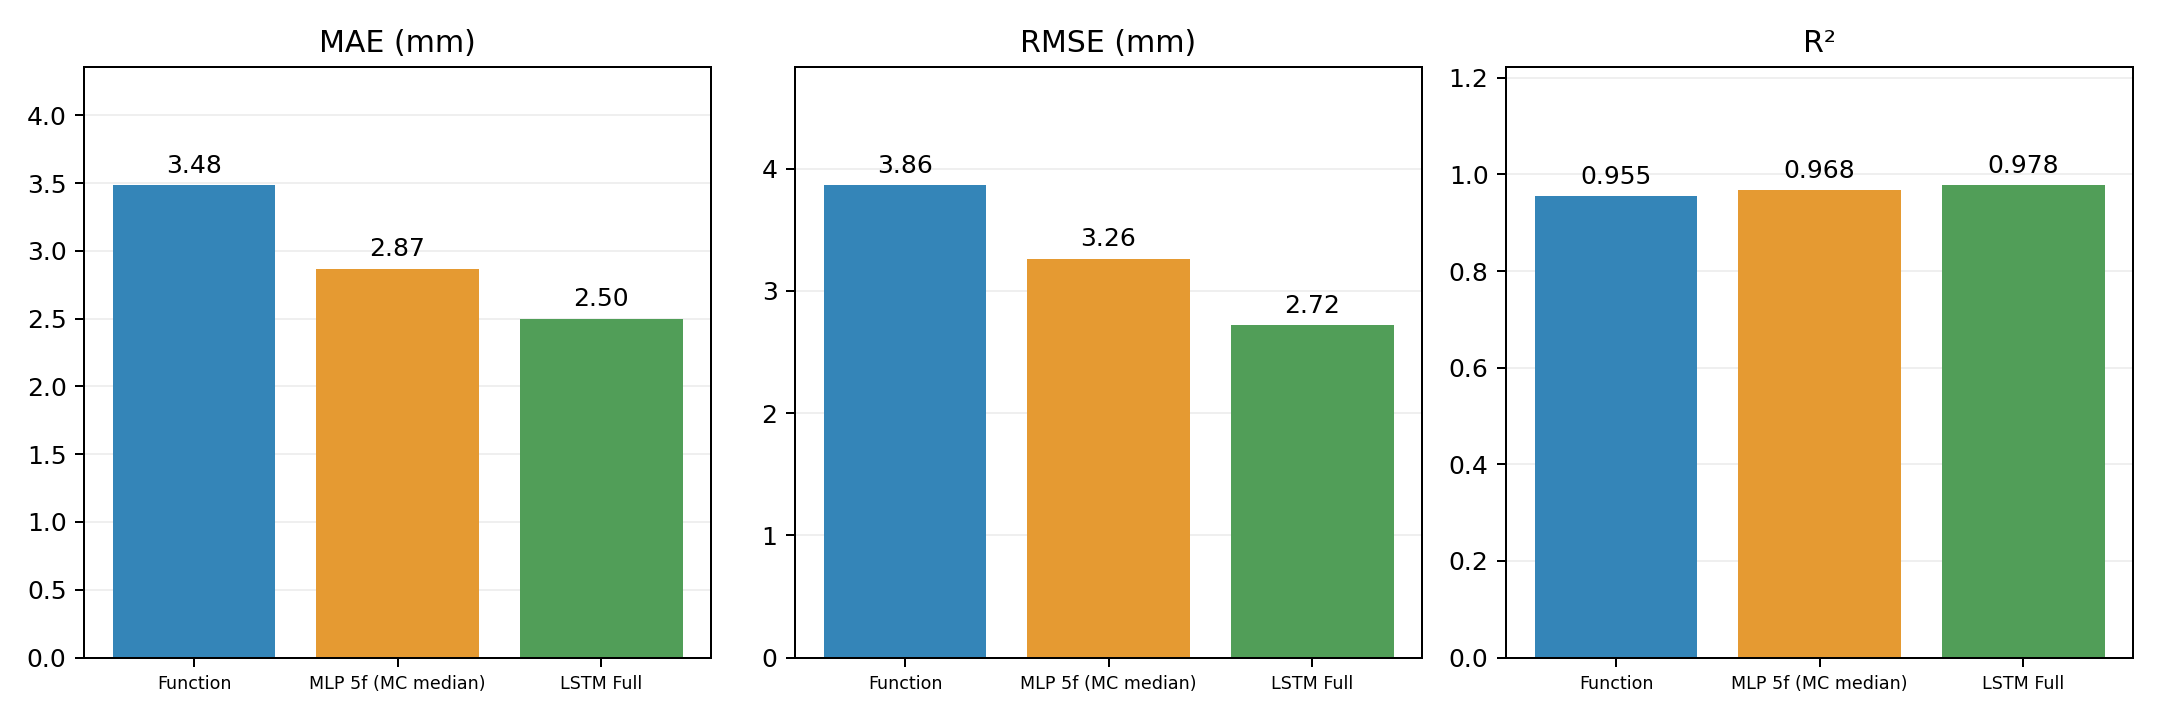 MAE (mm)
4.0
3.5
3.0
2.5
2.0
1.5
1.0
0.5
0.0
3.48
2.87
2.50
Function
MLP 5f (MC median)
LSTM Full
RMSE (mm)
4
3
2
1
0
3.86
3.26
2.72
Function
MLP 5f (MC median)
LSTM Full
R²
1.2
1.0
0.8
0.6
0.4
0.2
0.0
0.955
0.968
0.978
Function
MLP 5f (MC median)
LSTM Full